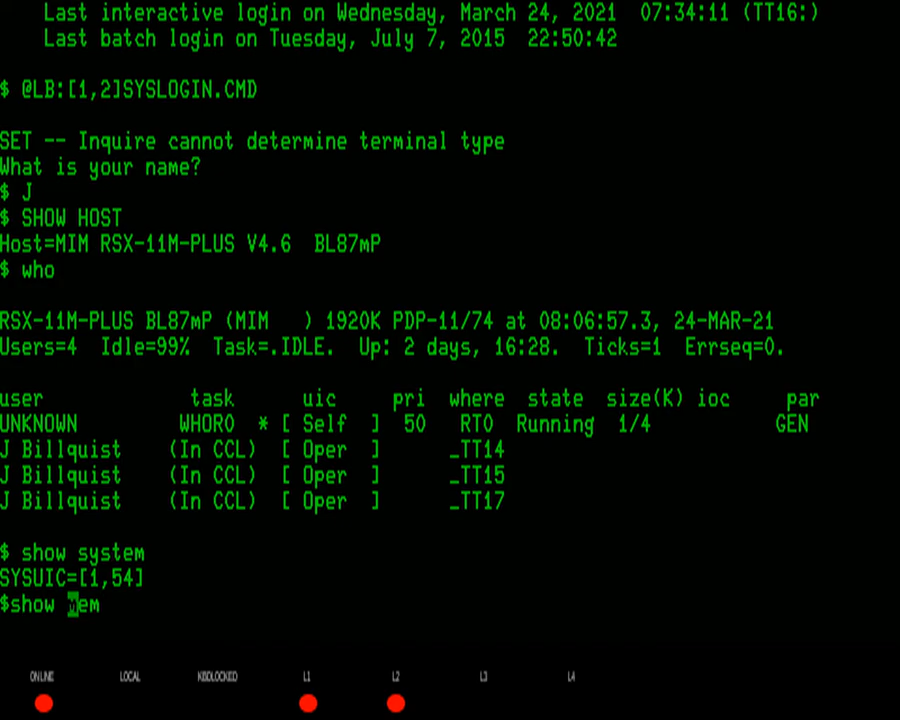 Last interactive login on Wednesday, March 24, 2021  07:34:11 (TT16:)
Last batch login on Tuesday, July 7, 2015  22:50:42
$ @LB:[1,2]SYSLOGIN.CMD
SET -- Inquire cannot determine terminal type
What is your name?
$ J
$ SHOW HOST
Host=MIM RSX-11M-PLUS V4.6  BL87mP
$ who
RSX-11M-PLUS BL87mP (MIM   ) 1920K PDP-11/74 at 08:06:57.3, 24-MAR-21
Users=4  Idle=99%  Task=.IDLE.  Up: 2 days, 16:28.  Ticks=1  Errseq=0.
user task uic pri where state size(K) ioc par
UNKNOWN WHORO * [ Self ] 50 RTO Running 1/4 GEN
J Billquist (In CCL) [ Oper ] _TT14
J Billquist (In CCL) [ Oper ] _TT15
J Billquist (In CCL) [ Oper ] _TT17
$ show system
SYSUIC=[1,54]
$show mem
ONLINE LOCAL KBDLOCKED L1 L2 L3 L4